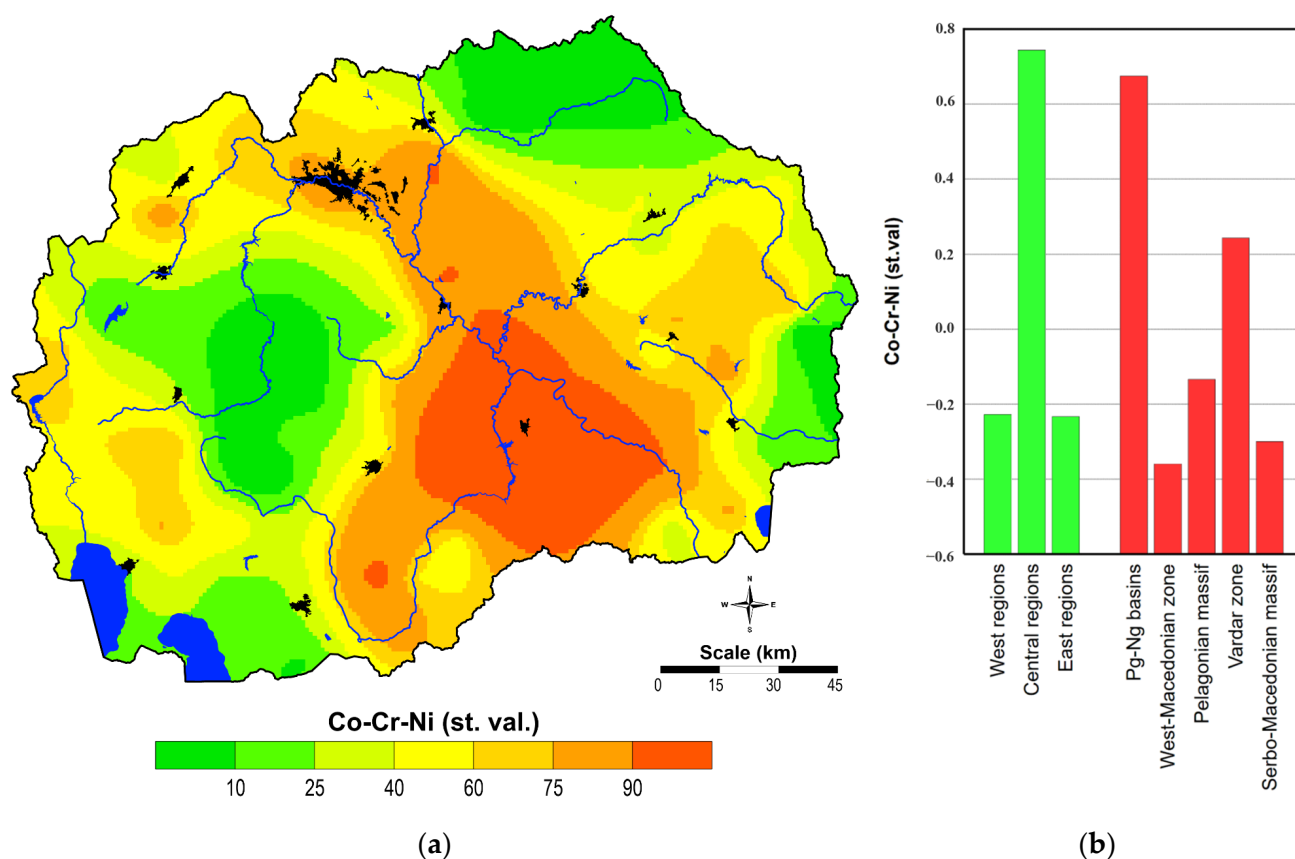 N
W E
S
Scale (km)
0 15 30 45
Co-Cr-Ni (st. val.)
10 25 40 60 75 90
(a)
Co-Cr-Ni (st.val)
0.8
0.6
0.4
0.2
0.0
−0.2
−0.4
−0.6
West regions
Central regions
East regions
Pg-Ng basins
West-Macedonian zone
Pelagonian massif
Vardar zone
Serbo-Macedonian massif
(b)